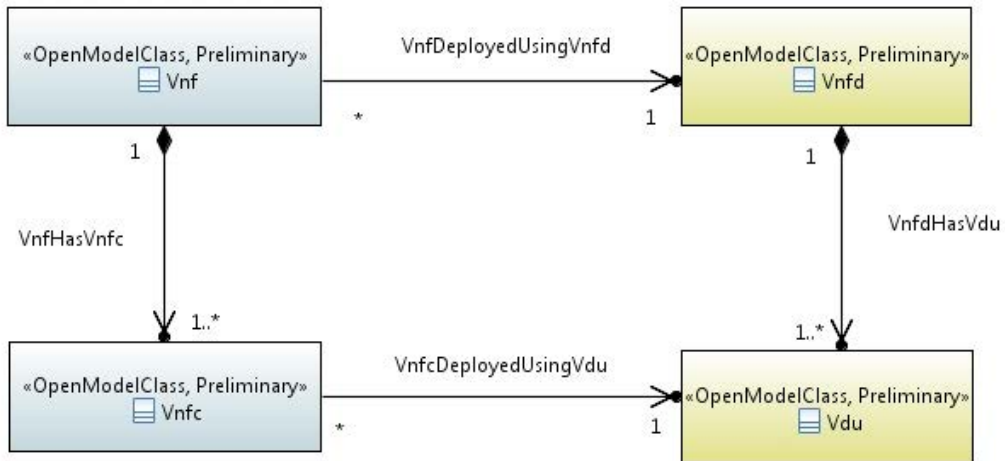 «OpenModelClass, Preliminary»
Vnf
VnfDeployedUsingVnfd
*
1
«OpenModelClass, Preliminary»
Vnfd
1
1
VnfHasVnfc
VnfdHasVdu
1..*
1..*
«OpenModelClass, Preliminary»
Vnfc
VnfcDeployedUsingVdu
*
1
«OpenModelClass, Preliminary»
Vdu